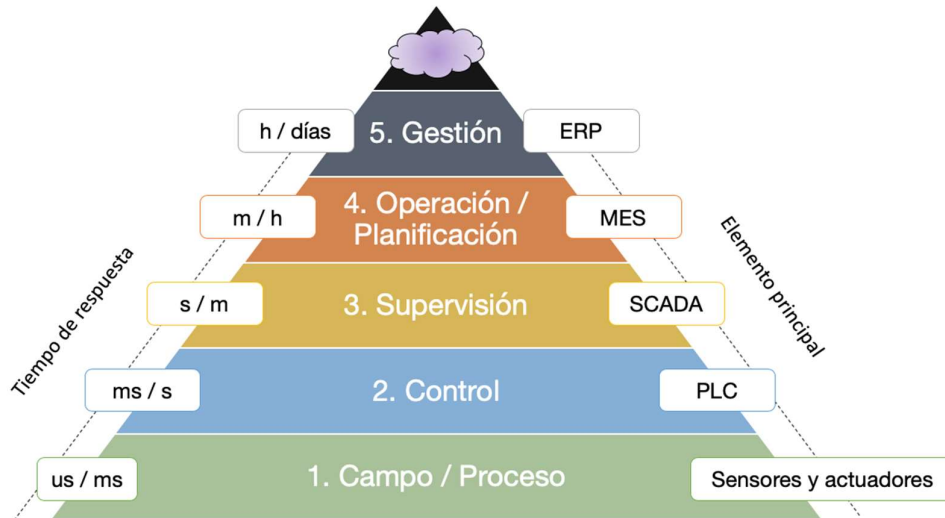 h / días
5. Gestión
ERP
m / h
4. Operación /
Planificación
MES
s / m
3. Supervisión
SCADA
ms / s
2. Control
PLC
us / ms
1. Campo / Proceso
Sensores y actuadores
Tiempo de respuesta
Elemento principal